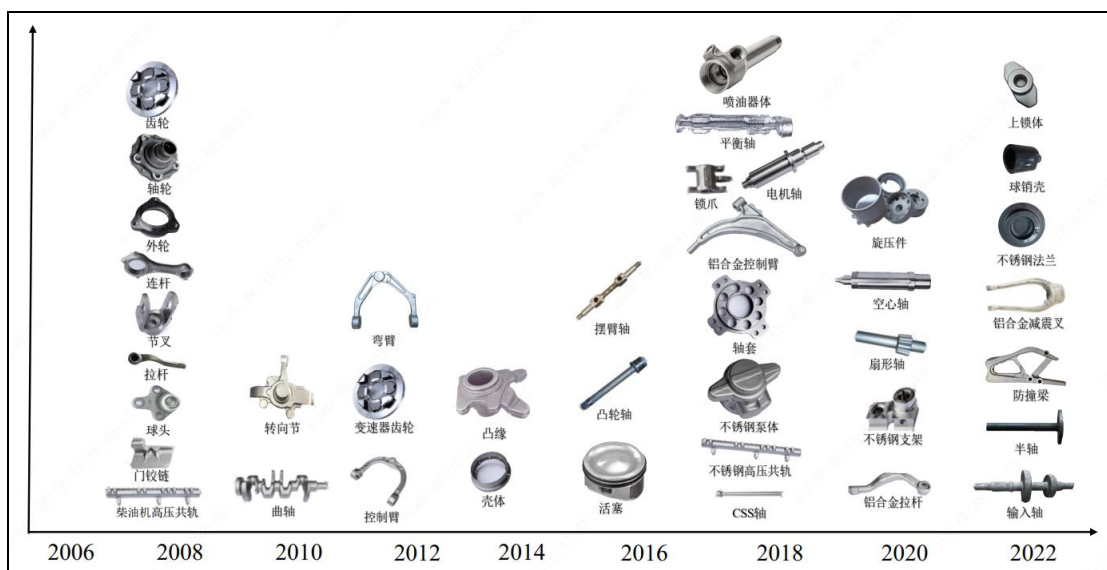 齿轮
轴轮
外轮
连杆
节叉
拉杆
球头
门铰链
柴油机高压共轨
转向节
曲轴
弯臂
变速器齿轮
控制臂
凸缘
壳体
摆臂轴
凸轮轴
活塞
喷油器体
平衡轴
锁爪
电机轴
铝合金控制臂
轴套
不锈钢泵体
不锈钢高压共轨
CSS轴
旋压件
空心轴
扇形轴
不锈钢支架
铝合金拉杆
上锁体
球销壳
不锈钢法兰
铝合金减震叉
防撞梁
半轴
输入轴
2006 2008 2010 2012 2014 2016 2018 2020 2022